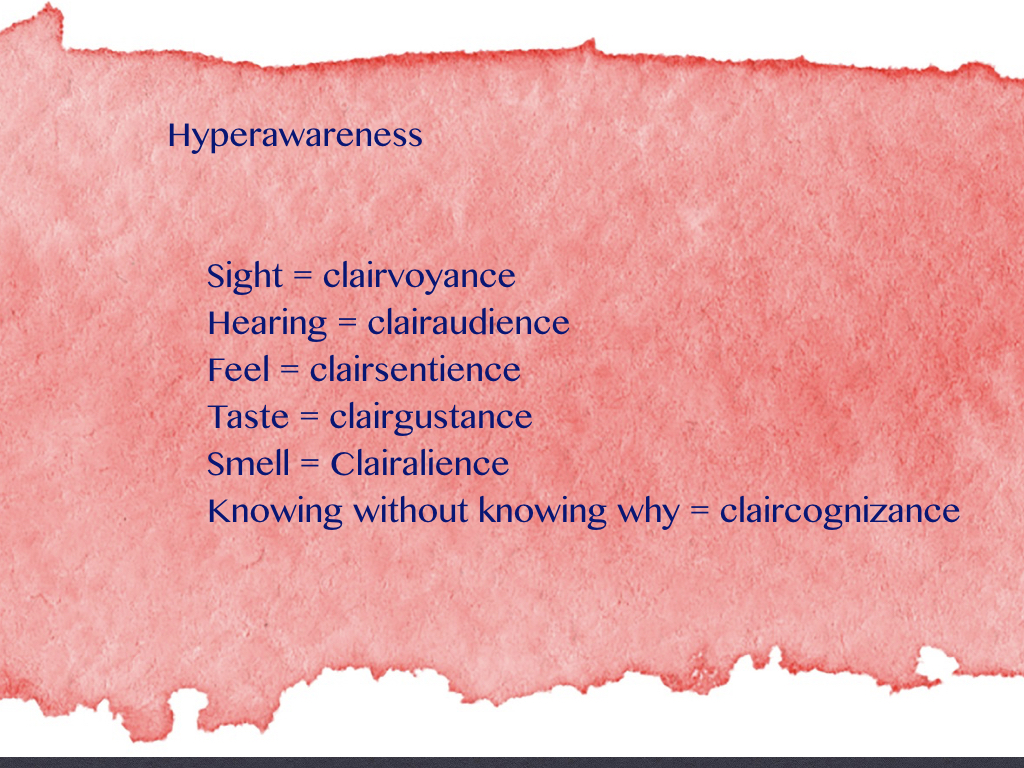 Hyperawareness
Sight = clairvoyance
Hearing = clairaudience
Feel = clairsentience
Taste = clairgustance
Smell = Clairalience
Knowing without knowing why = claircognizance